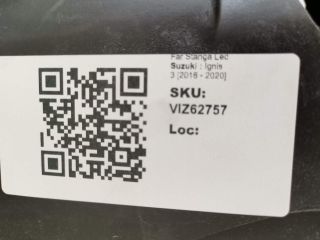 Far Stanga Led
Suzuki : Ignis
3 [2016 - 2020]
SKU:
VIZ62757
Loc: